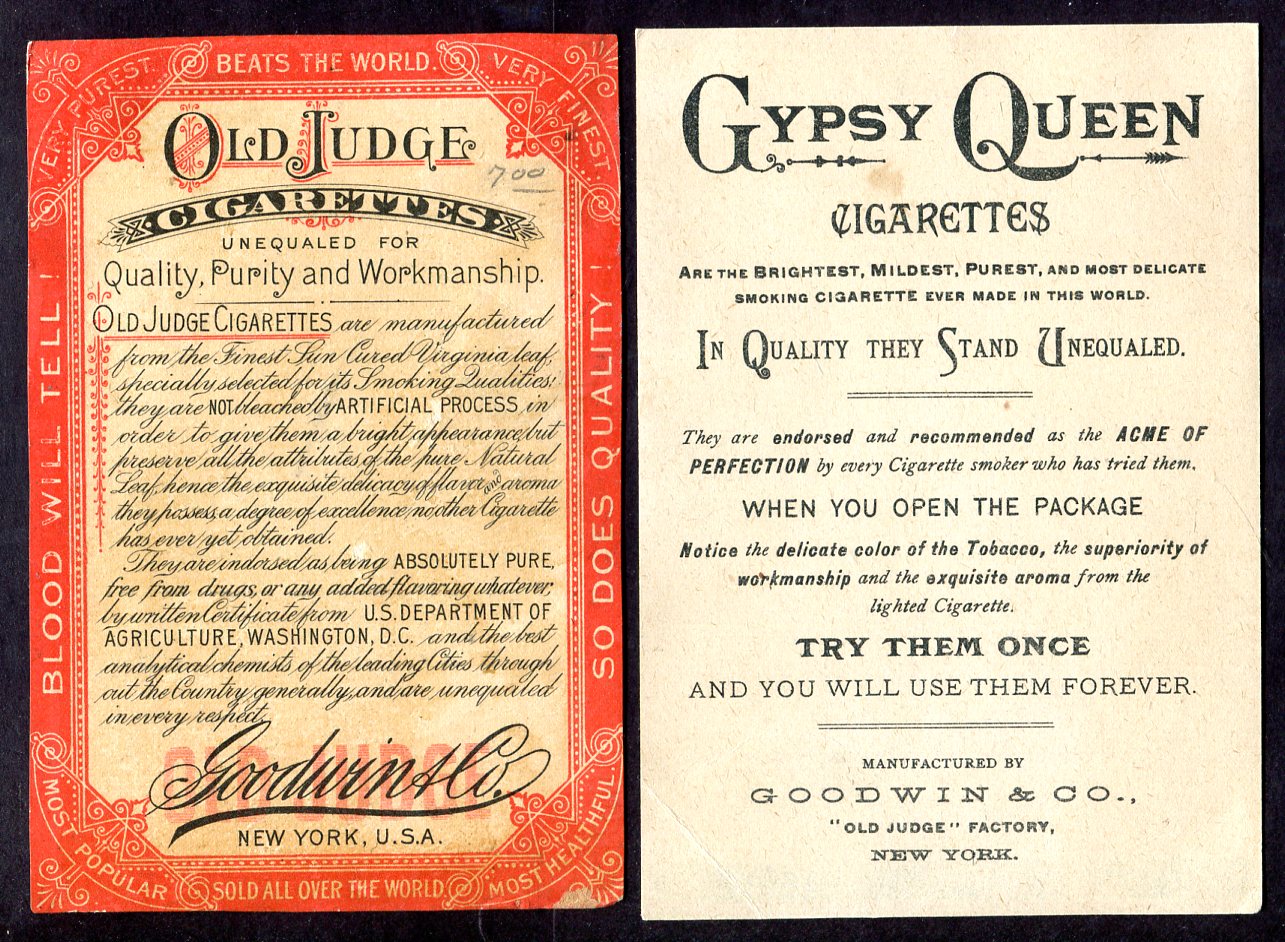 VERY PUREST.
BEATS THE WORLD.
VERY FINEST
BLOOD WILL TELL!
SO DOES QUALITY!
OLD JUDGE
7 00
CIGARETTES
UNEQUALED FOR
Quality, Purity and Workmanship.
OLD JUDGE CIGARETTES are manufactured
from the Finest Sun Cured Virginia leaf,
specially selected for its Smoking Qualities:
they are NOT bleached by ARTIFICIAL PROCESS in
order to give them a bright appearance, but
preserve all the attributes of the pure Natural
Leaf, hence the exquisite delicacy of flavor and aroma
they possess, a degree of excellence no other Cigarette
has ever yet obtained.
They are indorsed as being ABSOLUTELY PURE,
free from drugs, or any added flavoring whatever,
by written Certificate from U.S. DEPARTMENT OF
AGRICULTURE, WASHINGTON, D.C. and the best
analytical chemists of the leading Cities through
out the Country generally, and are unequaled
in every respect.
OLD JUDGE
Goodwin & Co.
NEW YORK, U.S.A.
MOST POPULAR
SOLD ALL OVER THE WORLD.
MOST HEALTHFUL.
GYPSY QUEEN
CIGARETTES
ARE THE BRIGHTEST, MILDEST, PUREST, AND MOST DELICATE
SMOKING CIGARETTE EVER MADE IN THIS WORLD.
IN QUALITY THEY STAND UNEQUALED.
They are endorsed and recommended as the ACME OF
PERFECTION by every Cigarette smoker who has tried them.
WHEN YOU OPEN THE PACKAGE
Notice the delicate color of the Tobacco, the superiority of
workmanship and the exquisite aroma from the
lighted Cigarette.
TRY THEM ONCE
AND YOU WILL USE THEM FOREVER.
MANUFACTURED BY
GOODWIN & CO.,
"OLD JUDGE" FACTORY,
NEW YORK.